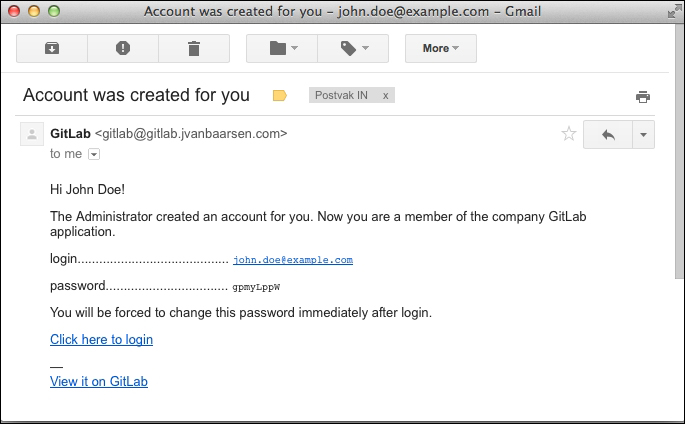 Account was created for you – john.doe@example.com – Gmail
More
Account was created for you
Postvak IN x
GitLab <gitlab@gitlab.jvanbaarsen.com>
to me
Hi John Doe!
The Administrator created an account for you. Now you are a member of the company GitLab
application.
login.......................................... john.doe@example.com
password.................................. gpmyLppW
You will be forced to change this password immediately after login.
Click here to login
—
View it on GitLab